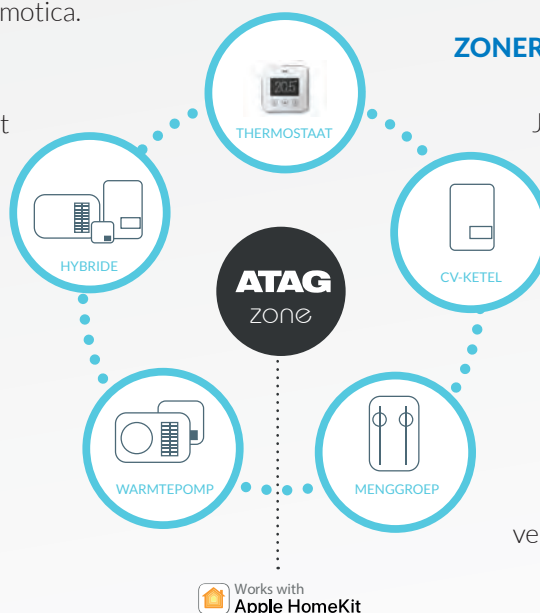 motica.
ZONER
t
J
20.5
THERMOSTAAT
HYBRIDE
CV-KETEL
ATAG
zone
WARMTEPOMP
MENGGROEP
ve
Works with
Apple HomeKit